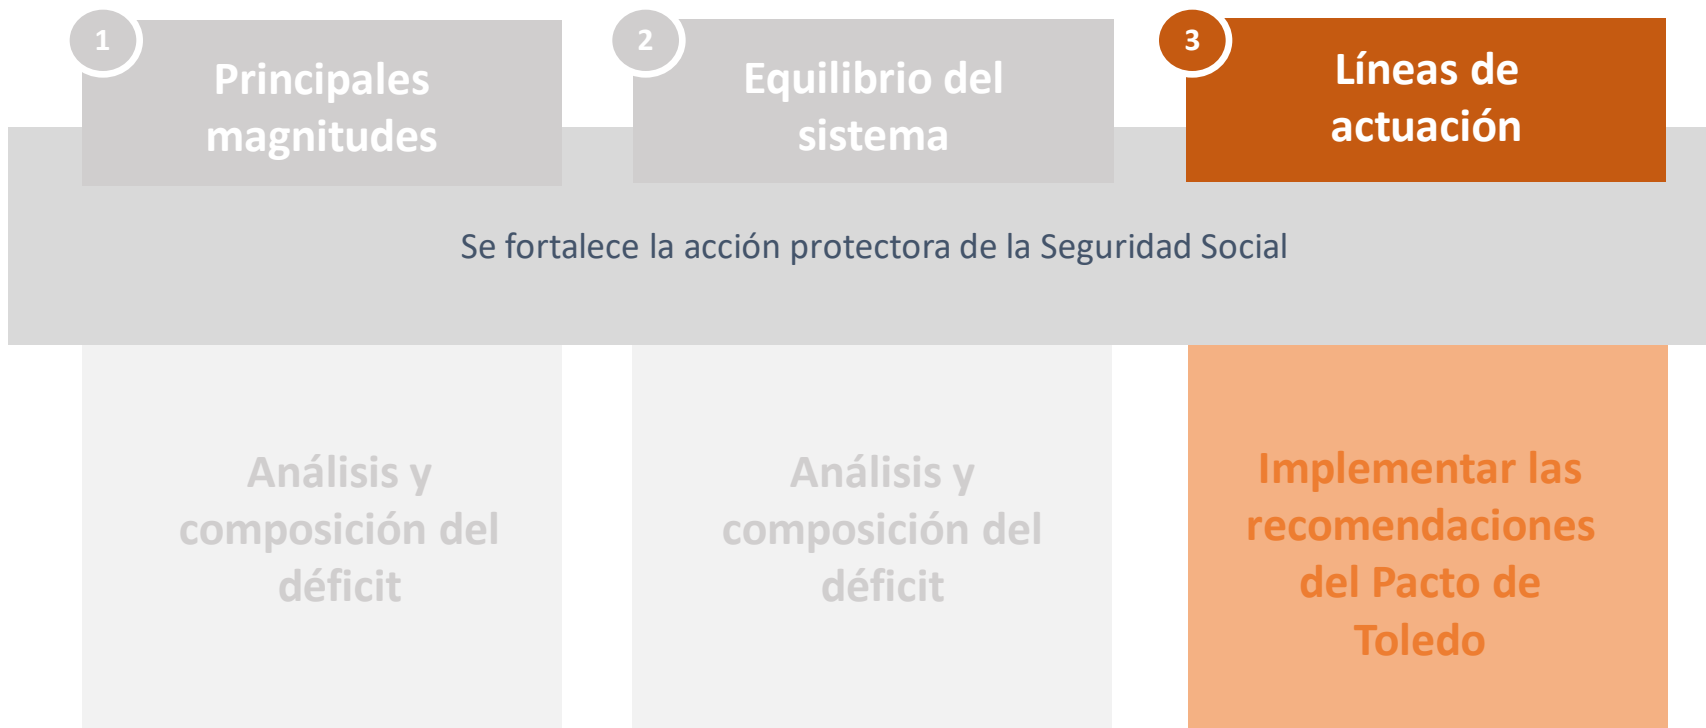 1
Principales
magnitudes
2
Equilibrio del
sistema
3
Líneas de
actuación
Se fortalece la acción protectora de la Seguridad Social
Análisis y
composición del
déficit
Análisis y
composición del
déficit
Implementar las
recomendaciones
del Pacto de
Toledo